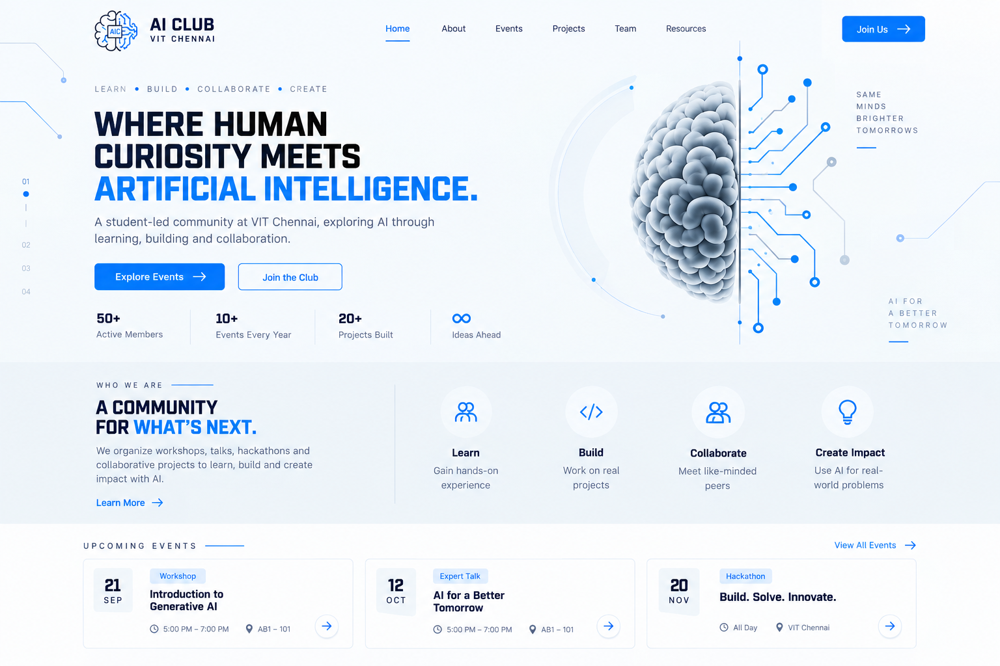 AIC
AI CLUB
VIT CHENNAI
Home
About
Events
Projects
Team
Resources
Join Us
LEARN • BUILD • COLLABORATE • CREATE
WHERE HUMAN
CURIOSITY MEETS
ARTIFICIAL INTELLIGENCE.
A student-led community at VIT Chennai, exploring AI through
learning, building and collaboration.
Explore Events
Join the Club
50+
Active Members
10+
Events Every Year
20+
Projects Built
∞
Ideas Ahead
01
02
03
04
SAME
MINDS
BRIGHTER
TOMORROWS
AI FOR
A BETTER
TOMORROW
WHO WE ARE
A COMMUNITY
FOR WHAT'S NEXT.
We organize workshops, talks, hackathons and
collaborative projects to learn, build and create
impact with AI.
Learn More
Learn
Gain hands-on
experience
Build
Work on real
projects
Collaborate
Meet like-minded
peers
Create Impact
Use AI for real-
world problems
UPCOMING EVENTS
View All Events
21
SEP
Workshop
Introduction to
Generative AI
5:00 PM – 7:00 PM
AB1 – 101
12
OCT
Expert Talk
AI for a Better
Tomorrow
5:00 PM – 7:00 PM
AB1 – 101
20
NOV
Hackathon
Build. Solve. Innovate.
All Day
VIT Chennai